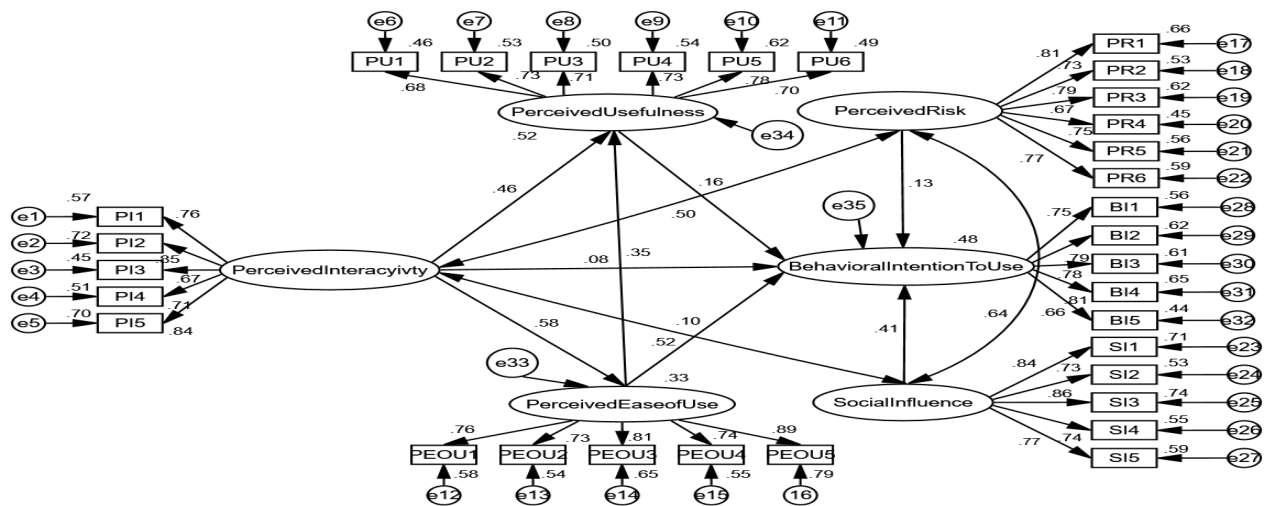 e6 e7 e8 e9 e10 e11
.46 .53 .50 .54 .62 .49
PU1 PU2 PU3 PU4 PU5 PU6
.68 .73 .71 .73 .78 .70
PerceivedUsefulness
.52
e34
PerceivedRisk
.81 .73 .79 .67 .75 .77
PR1 .66 e17
PR2 .53 e18
PR3 .62 e19
PR4 .45 e20
PR5 .56 e21
PR6 .59 e22
.46
.16
.50
.13
e35
.57
e1 PI1 .76
e2 .72 PI2 .85
e3 .45 PI3 .67
e4 .51 PI4 .71
e5 .70 PI5 .84
PerceivedInteracyivty
.08
.35
BehavioralIntentionToUse
.48
.75 .79 .78 .81 .66
BI1 .56 e28
BI2 .62 e29
BI3 .61 e30
BI4 .65 e31
BI5 .44 e32
.58
.10
.52
.41
.64
e33
.33
PerceivedEaseofUse
SocialInfluence
.84 .73 .86 .74 .77
SI1 .71 e23
SI2 .53 e24
SI3 .74 e25
SI4 .55 e26
SI5 .59 e27
.76 .73 .81 .74 .89
PEOU1 PEOU2 PEOU3 PEOU4 PEOU5
.58 .54 .65 .55 .79
e12 e13 e14 e15 16